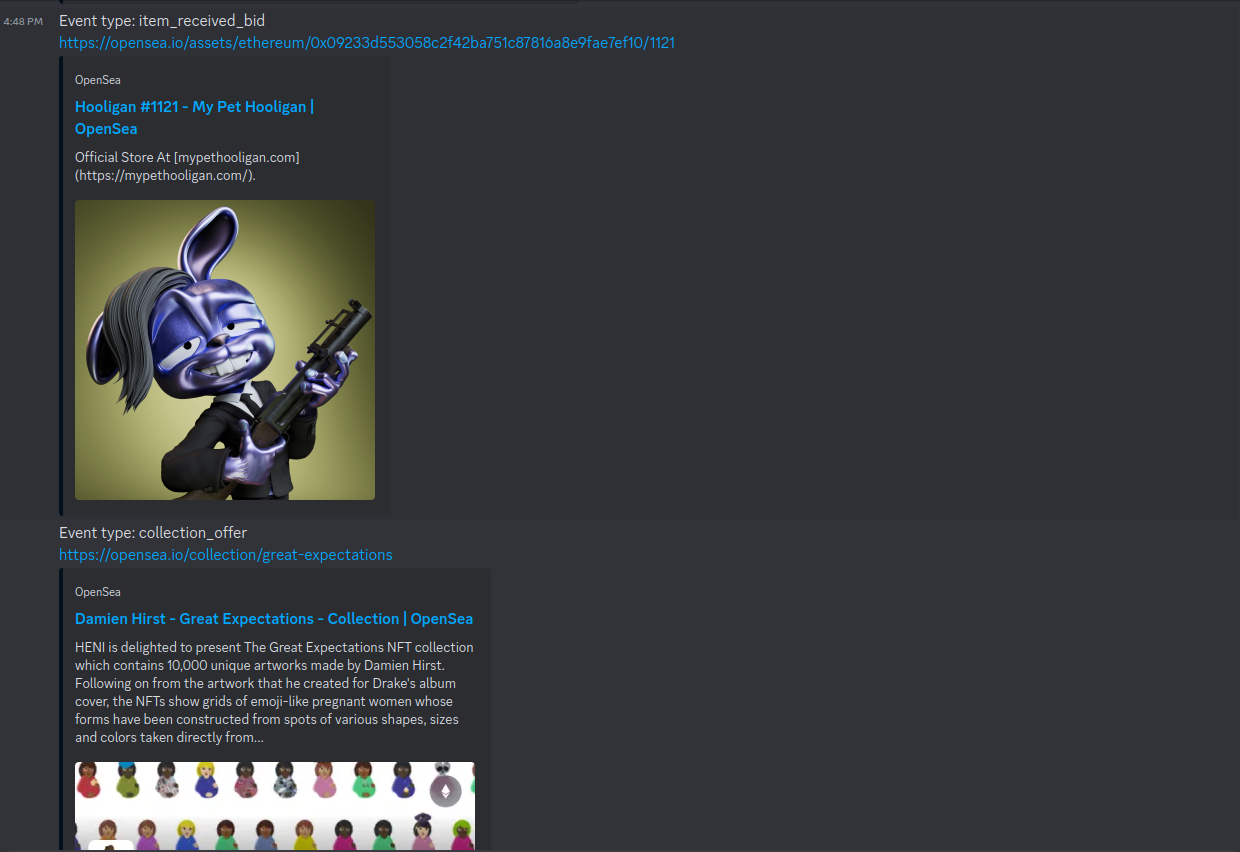 4:48 PM
Event type: item_received_bid
https://opensea.io/assets/ethereum/0x09233d553058c2f42ba751c87816a8e9fae7ef10/1121
OpenSea
Hooligan #1121 - My Pet Hooligan |
OpenSea
Official Store At [mypethooligan.com]
(https://mypethooligan.com/).
Event type: collection_offer
https://opensea.io/collection/great-expectations
OpenSea
Damien Hirst - Great Expectations - Collection | OpenSea
HENI is delighted to present The Great Expectations NFT collection
which contains 10,000 unique artworks made by Damien Hirst.
Following on from the artwork that he created for Drake's album
cover, the NFTs show grids of emoji-like pregnant women whose
forms have been constructed from spots of various shapes, sizes
and colors taken directly from...